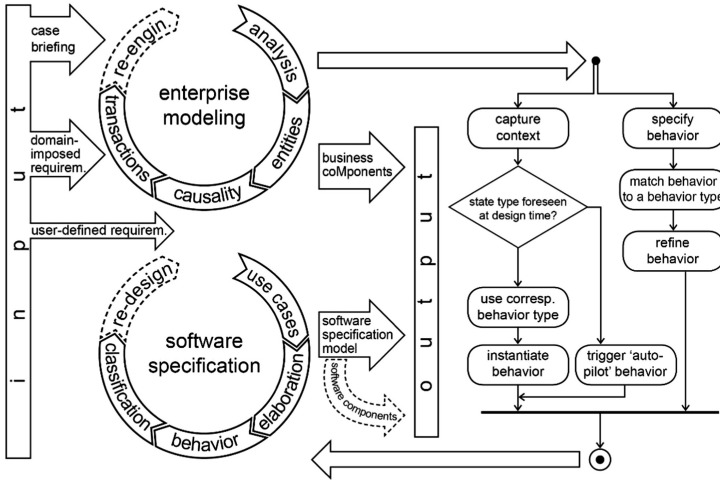 input
case
briefing
domain-
imposed
requirem.
user-defined requirem.
re-engin.
analysis
entities
causality
transactions
enterprise
modeling
re-design
use cases
elaboration
behavior
classification
software
specification
business
coMponents
software
specification
model
software components
output
capture
context
state type foreseen
at design time?
use corresp.
behavior type
instantiate
behavior
trigger ‘auto-
pilot’ behavior
specify
behavior
match behavior
to a behavior type
refine
behavior